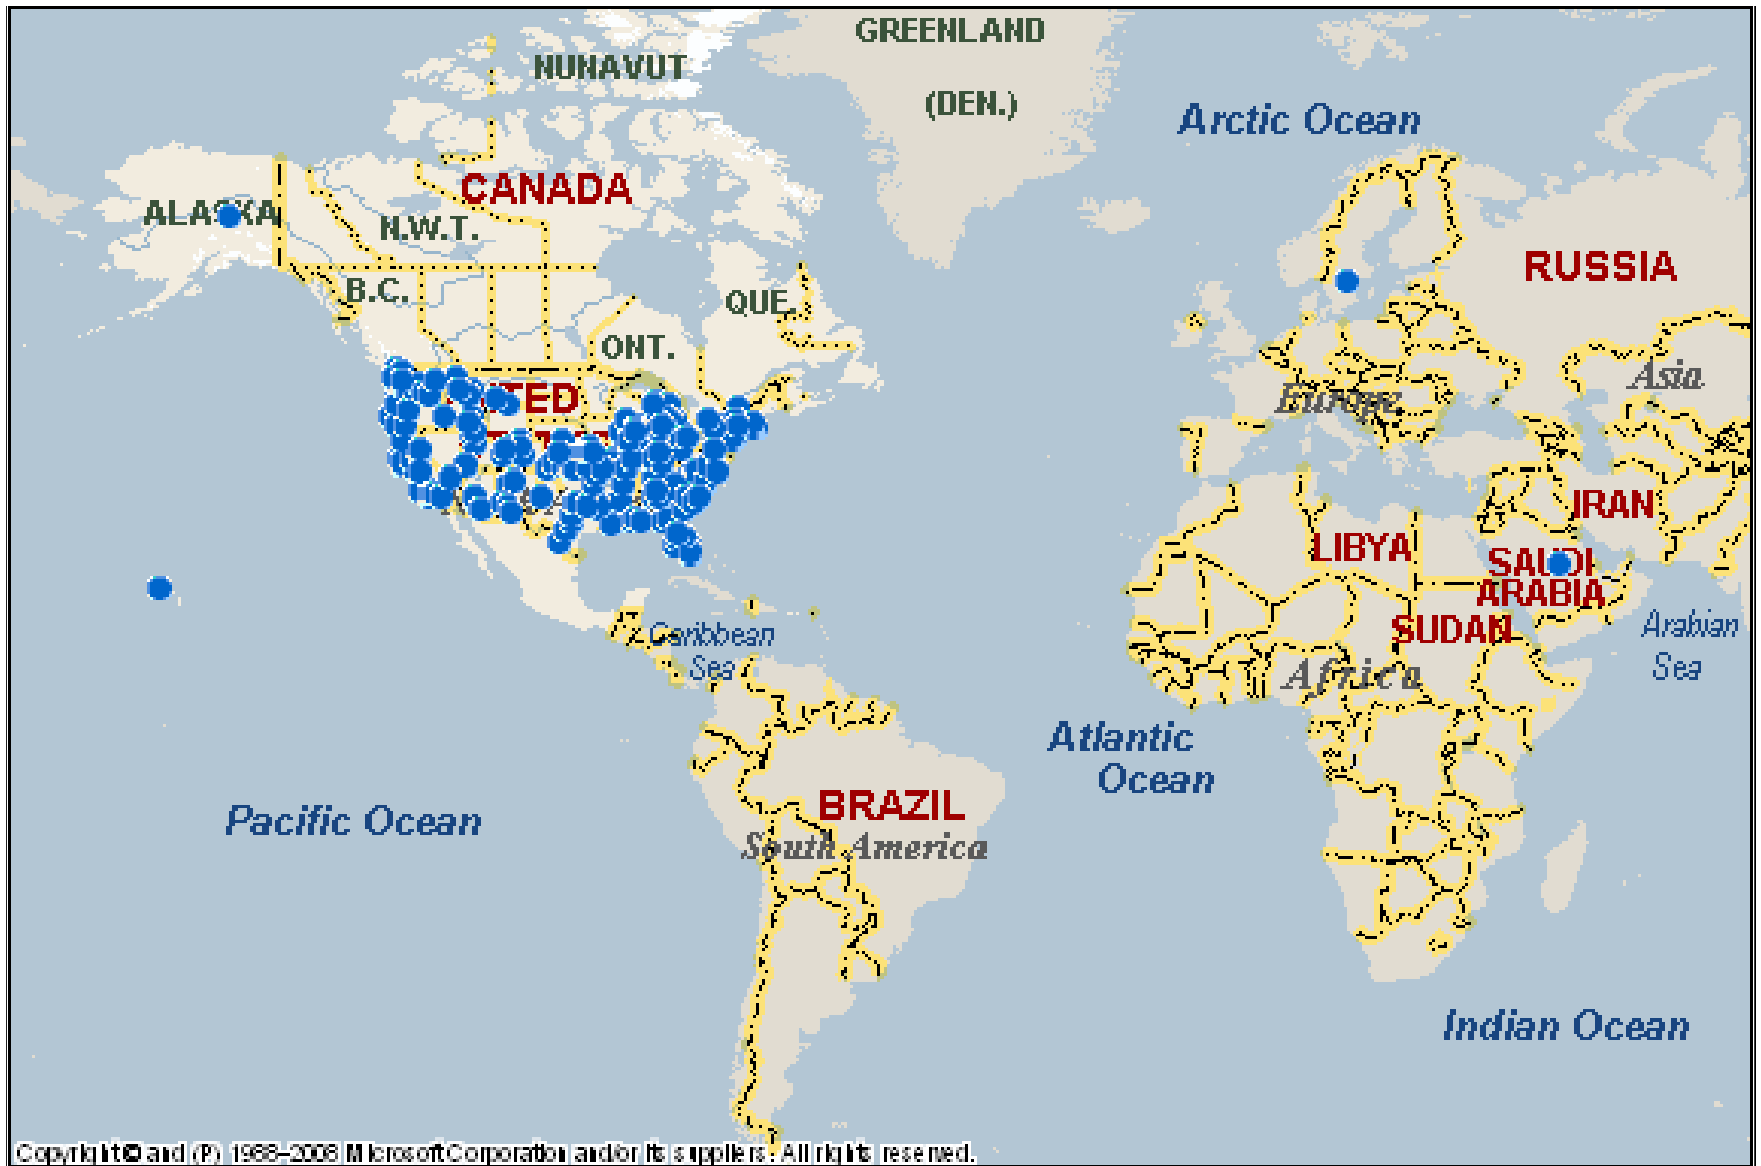 GREENLAND
(DEN.)
NUNAVUT
Arctic Ocean
CANADA
ALASKA
N.W.T.
RUSSIA
B.C.
QUE.
ONT.
Asia
Europe
IRAN
LIBYA
SAUDI
ARABIA
SUDAN
Arabian
Sea
Caribbean
Sea
Africa
Atlantic
Ocean
BRAZIL
Pacific Ocean
South America
Indian Ocean
Copyright © and (P) 1988–2008 Microsoft Corporation and/or its suppliers. All rights reserved.